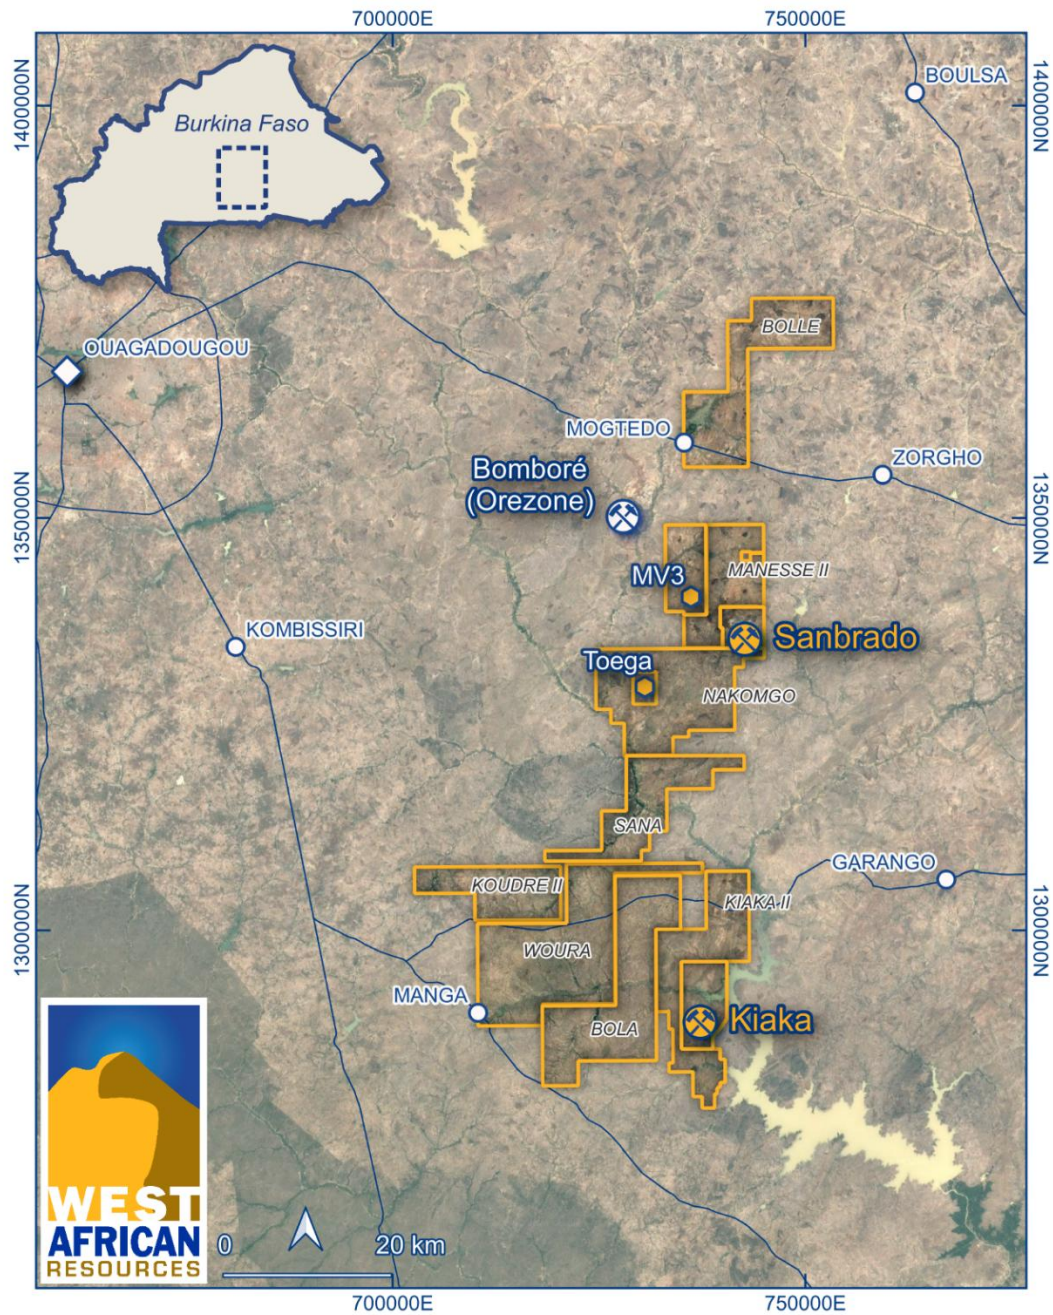 700000E
750000E
1400000N
1400000N
BOULSA
Burkina Faso
BOLLE
OUAGADOUGOU
MOGTEDO
ZORGHO
Bomboré
(Orezone)
1350000N
1350000N
MV3
MANESSE II
KOMBISSIRI
Sanbrado
Toega
NAKOMGO
SANA
GARANGO
KOUDRE II
KIAKA II
1300000N
1300000N
WOURA
MANGA
BOLA
Kiaka
WEST
AFRICAN
RESOURCES
0
20 km
700000E
750000E